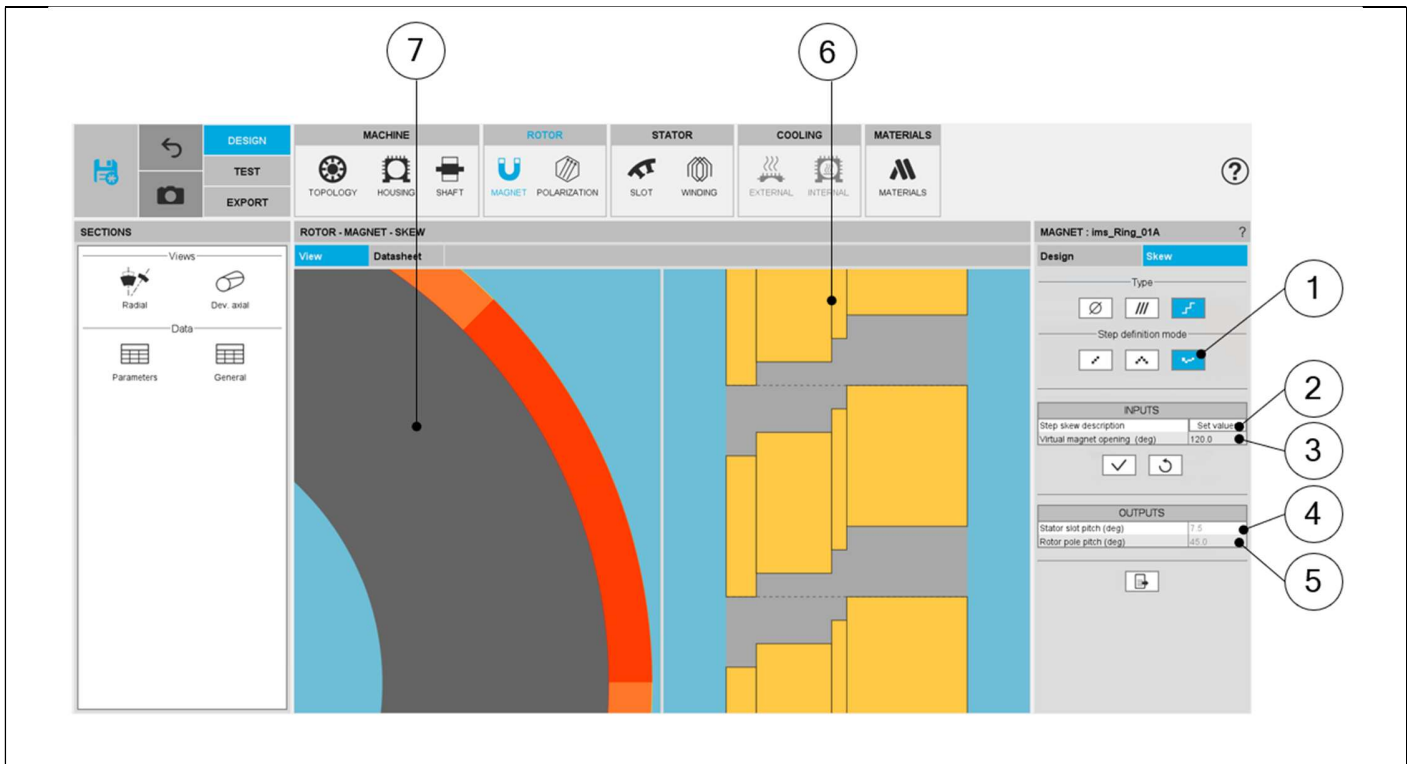 7
6
DESIGN
TEST
EXPORT
MACHINE
TOPOLOGY
HOUSING
SHAFT
ROTOR
MAGNET
POLARIZATION
STATOR
SLOT
WINDING
COOLING
EXTERNAL
INTERNAL
MATERIALS
MATERIALS
?
SECTIONS
Views
Radial
Dev. axial
Data
Parameters
General
ROTOR - MAGNET - SKEW
View
Datasheet
MAGNET : ims_Ring_01A
?
Design
Skew
Type
Step definition mode
1
INPUTS
Step skew description
Set value
2
Virtual magnet opening (deg)
120.0
3
OUTPUTS
Stator slot pitch (deg)
7.5
4
Rotor pole pitch (deg)
45.0
5